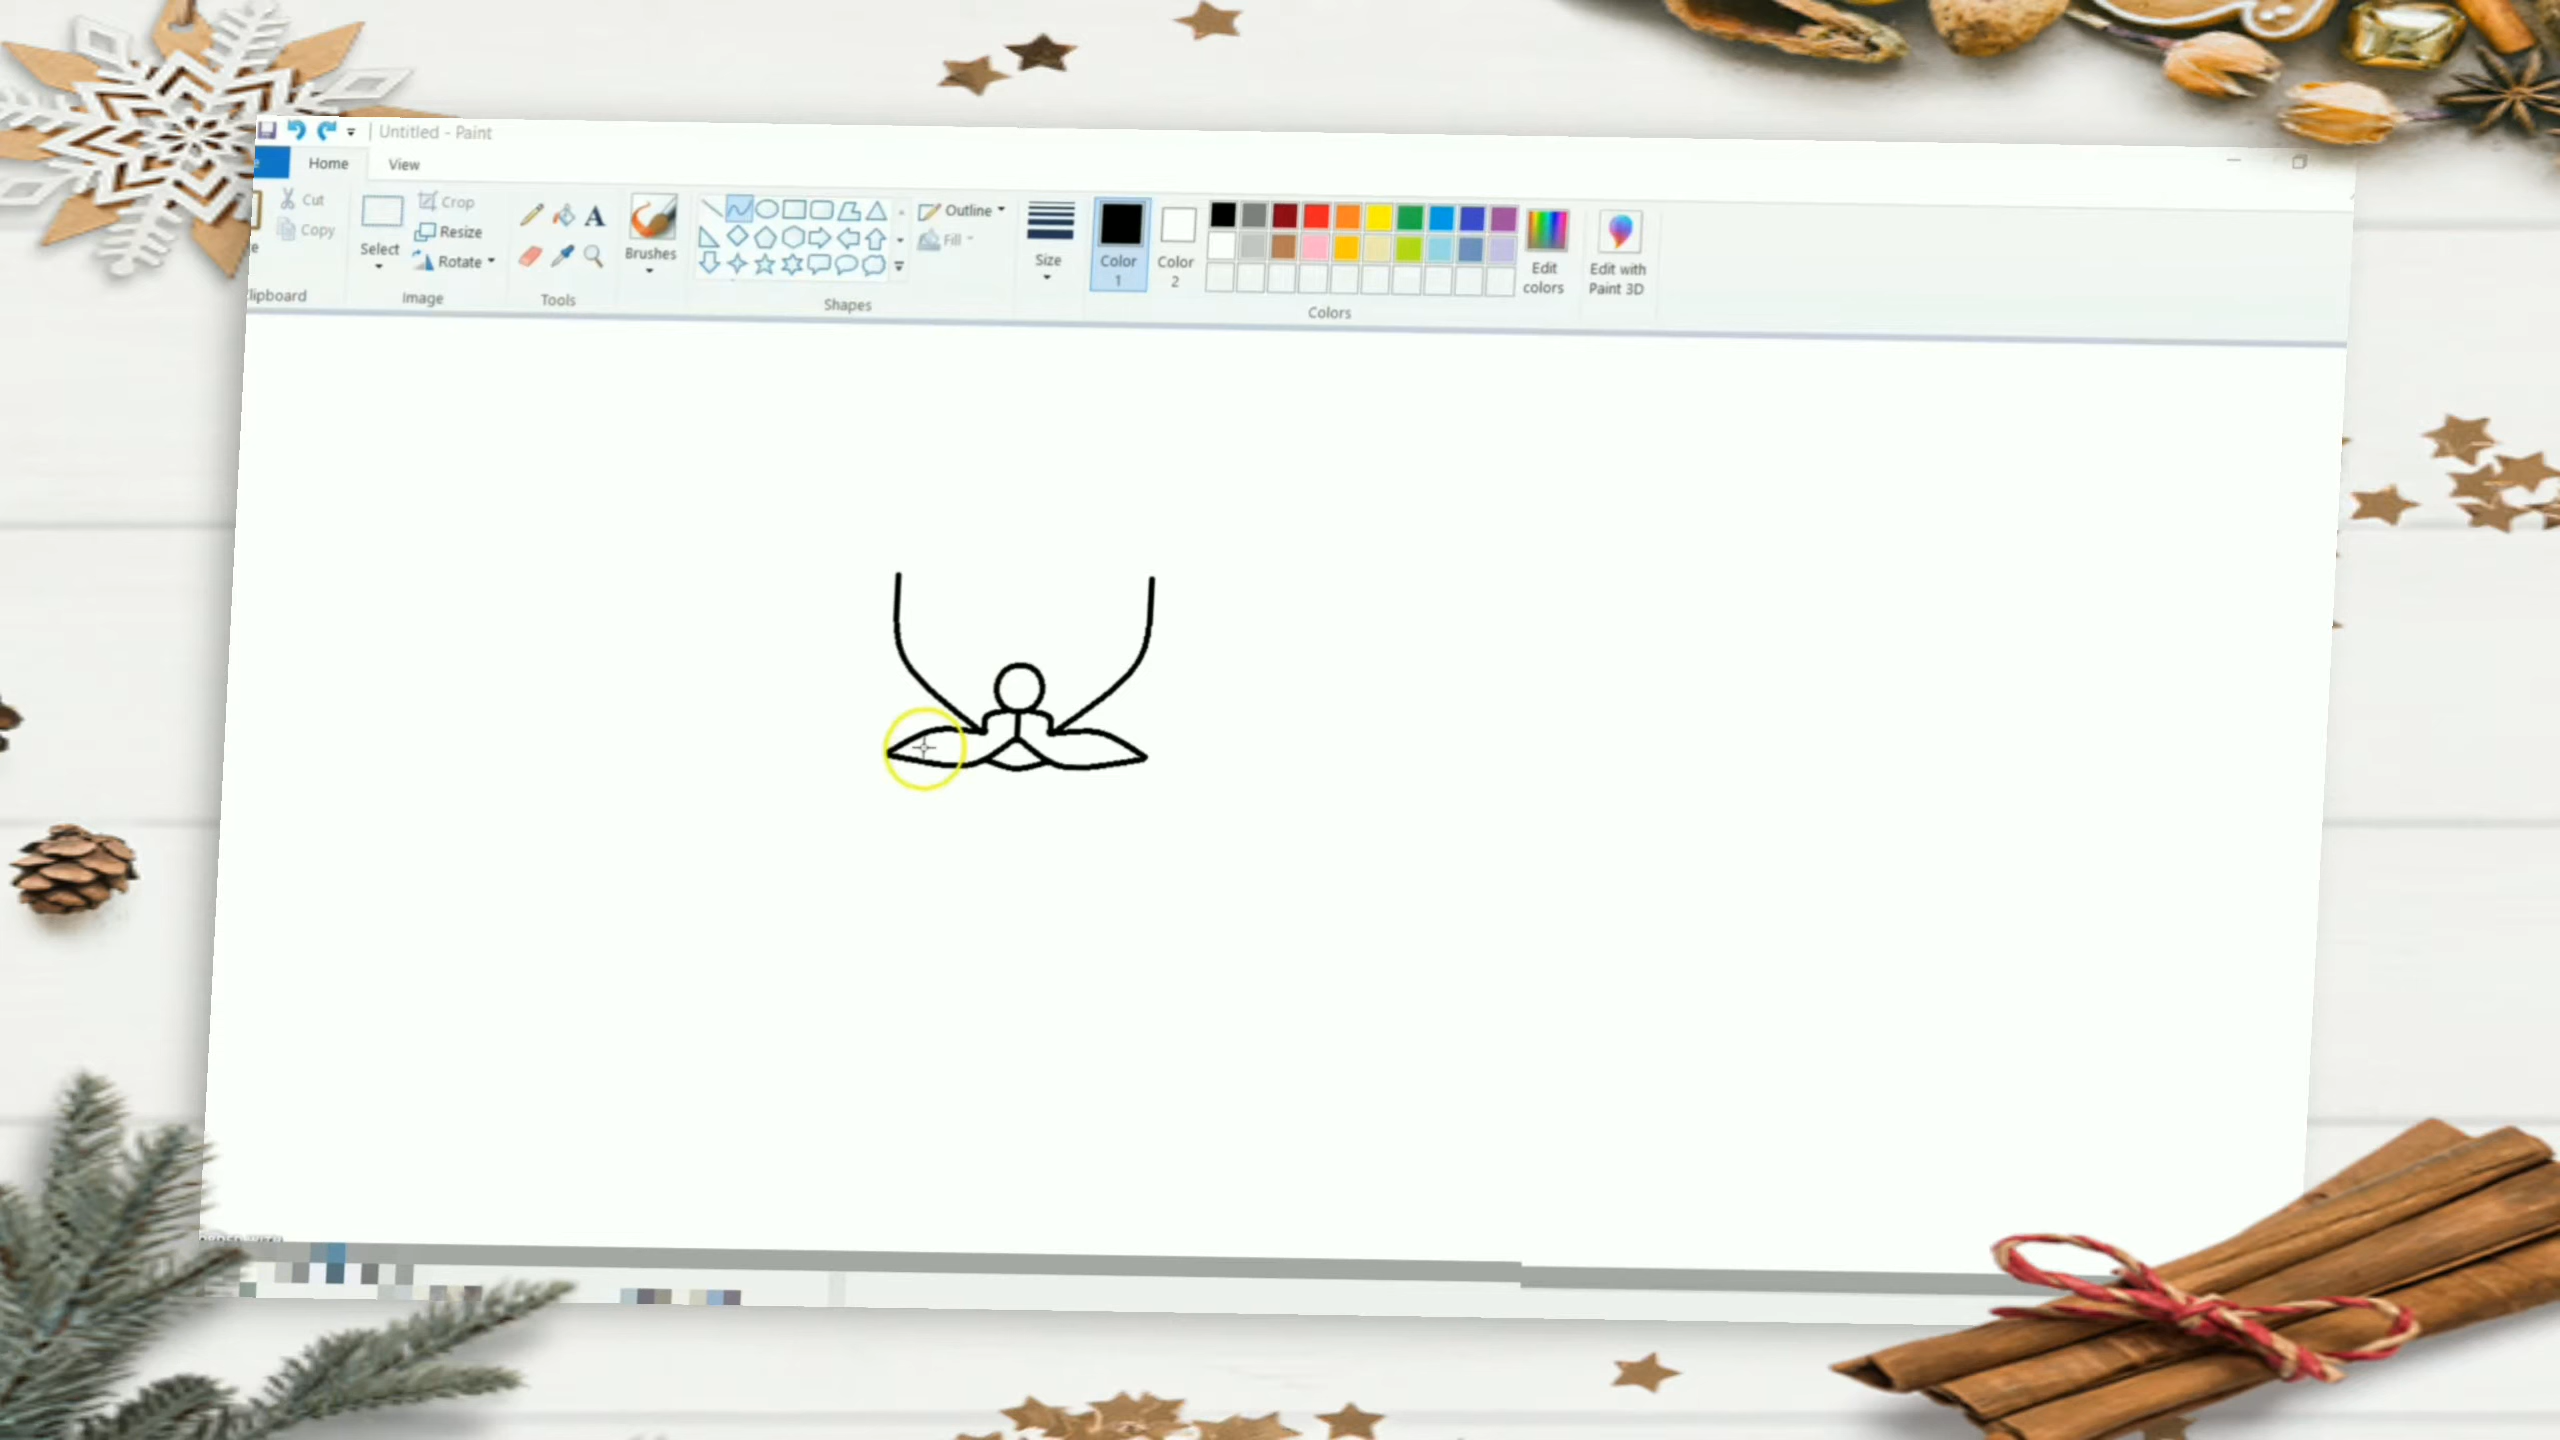 Untitled - Paint
Home View
Cut
Copy
lipboard
Select
Crop
Resize
Rotate
Image
A
Tools
Brushes
Shapes
Outline
Fill
Size
Color 1
Color 2
Colors
Edit colors
Edit with Paint 3D